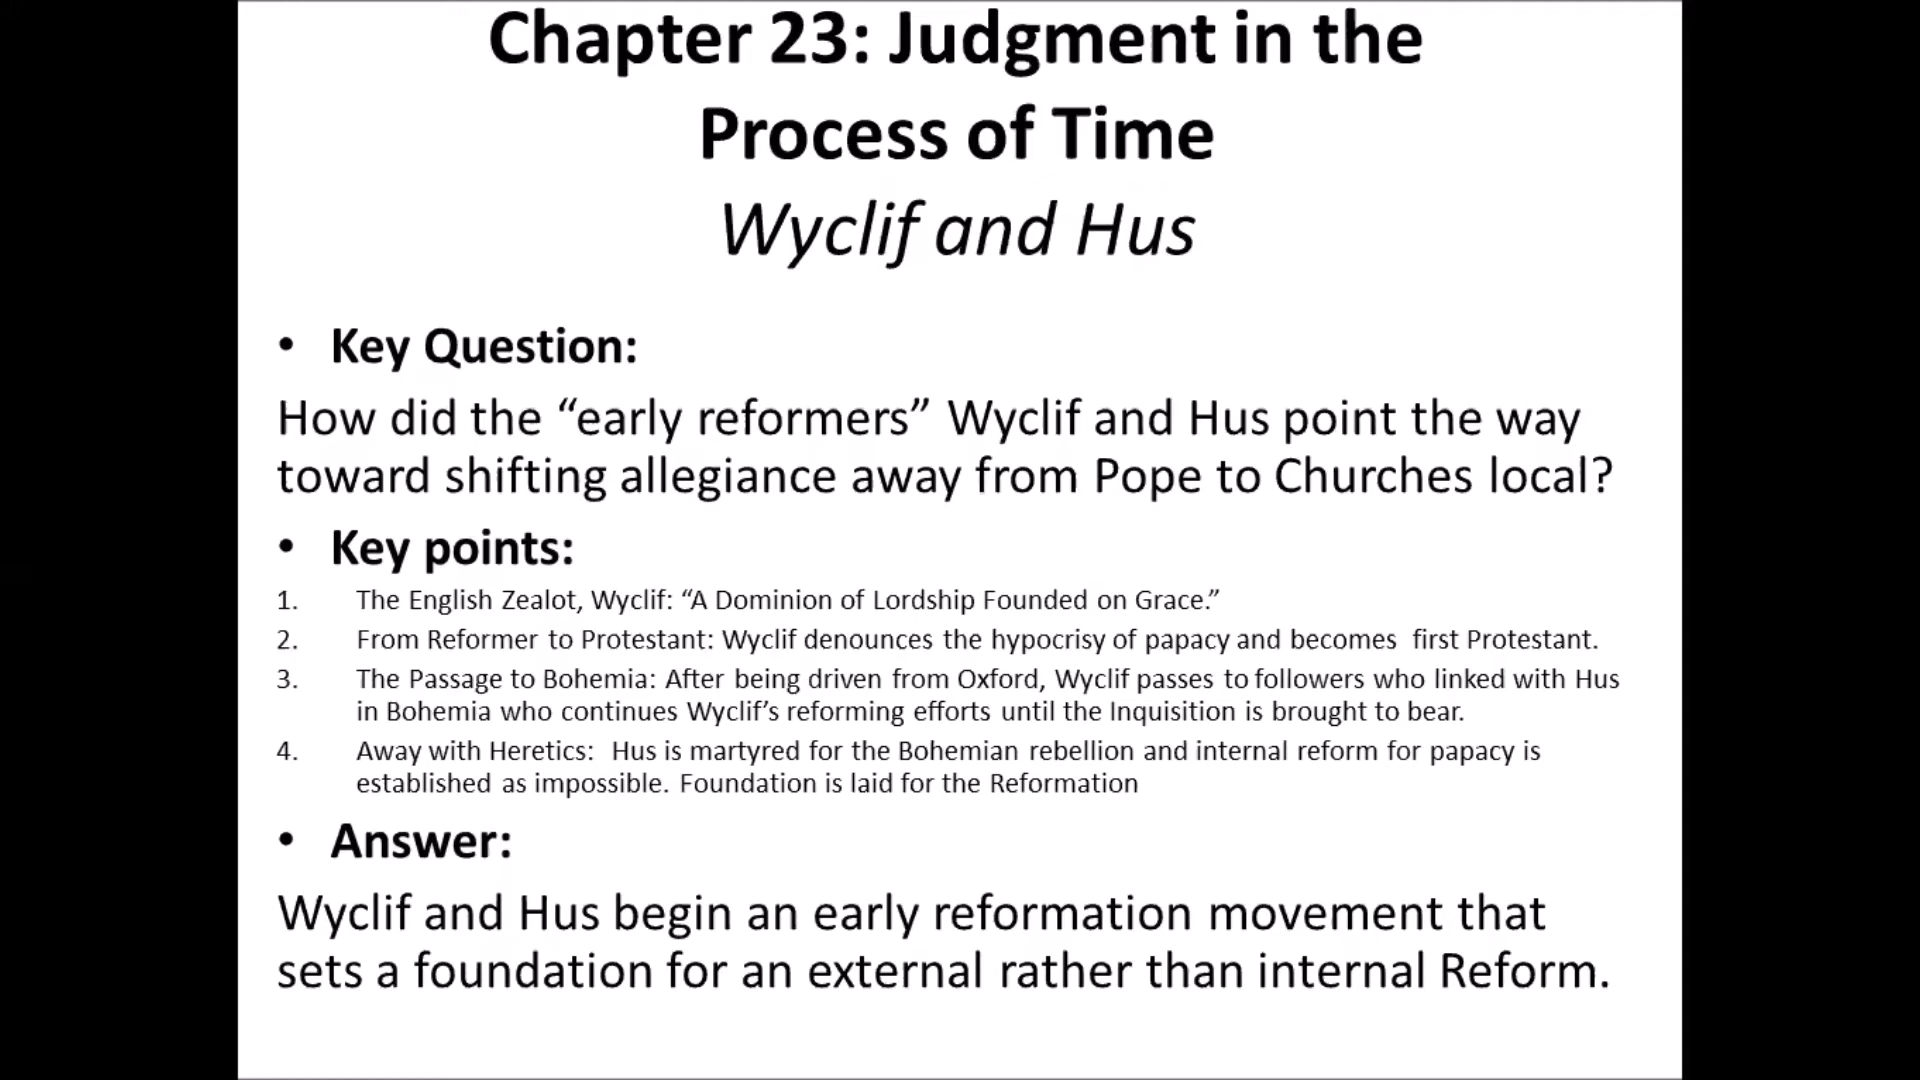 Chapter 23: Judgment in the
Process of Time
Wyclif and Hus
• Key Question:
How did the “early reformers” Wyclif and Hus point the way
toward shifting allegiance away from Pope to Churches local?
• Key points:
1. The English Zealot, Wyclif: “A Dominion of Lordship Founded on Grace.”
2. From Reformer to Protestant: Wyclif denounces the hypocrisy of papacy and becomes first Protestant.
3. The Passage to Bohemia: After being driven from Oxford, Wyclif passes to followers who linked with Hus
in Bohemia who continues Wyclif’s reforming efforts until the Inquisition is brought to bear.
4. Away with Heretics: Hus is martyred for the Bohemian rebellion and internal reform for papacy is
established as impossible. Foundation is laid for the Reformation
• Answer:
Wyclif and Hus begin an early reformation movement that
sets a foundation for an external rather than internal Reform.